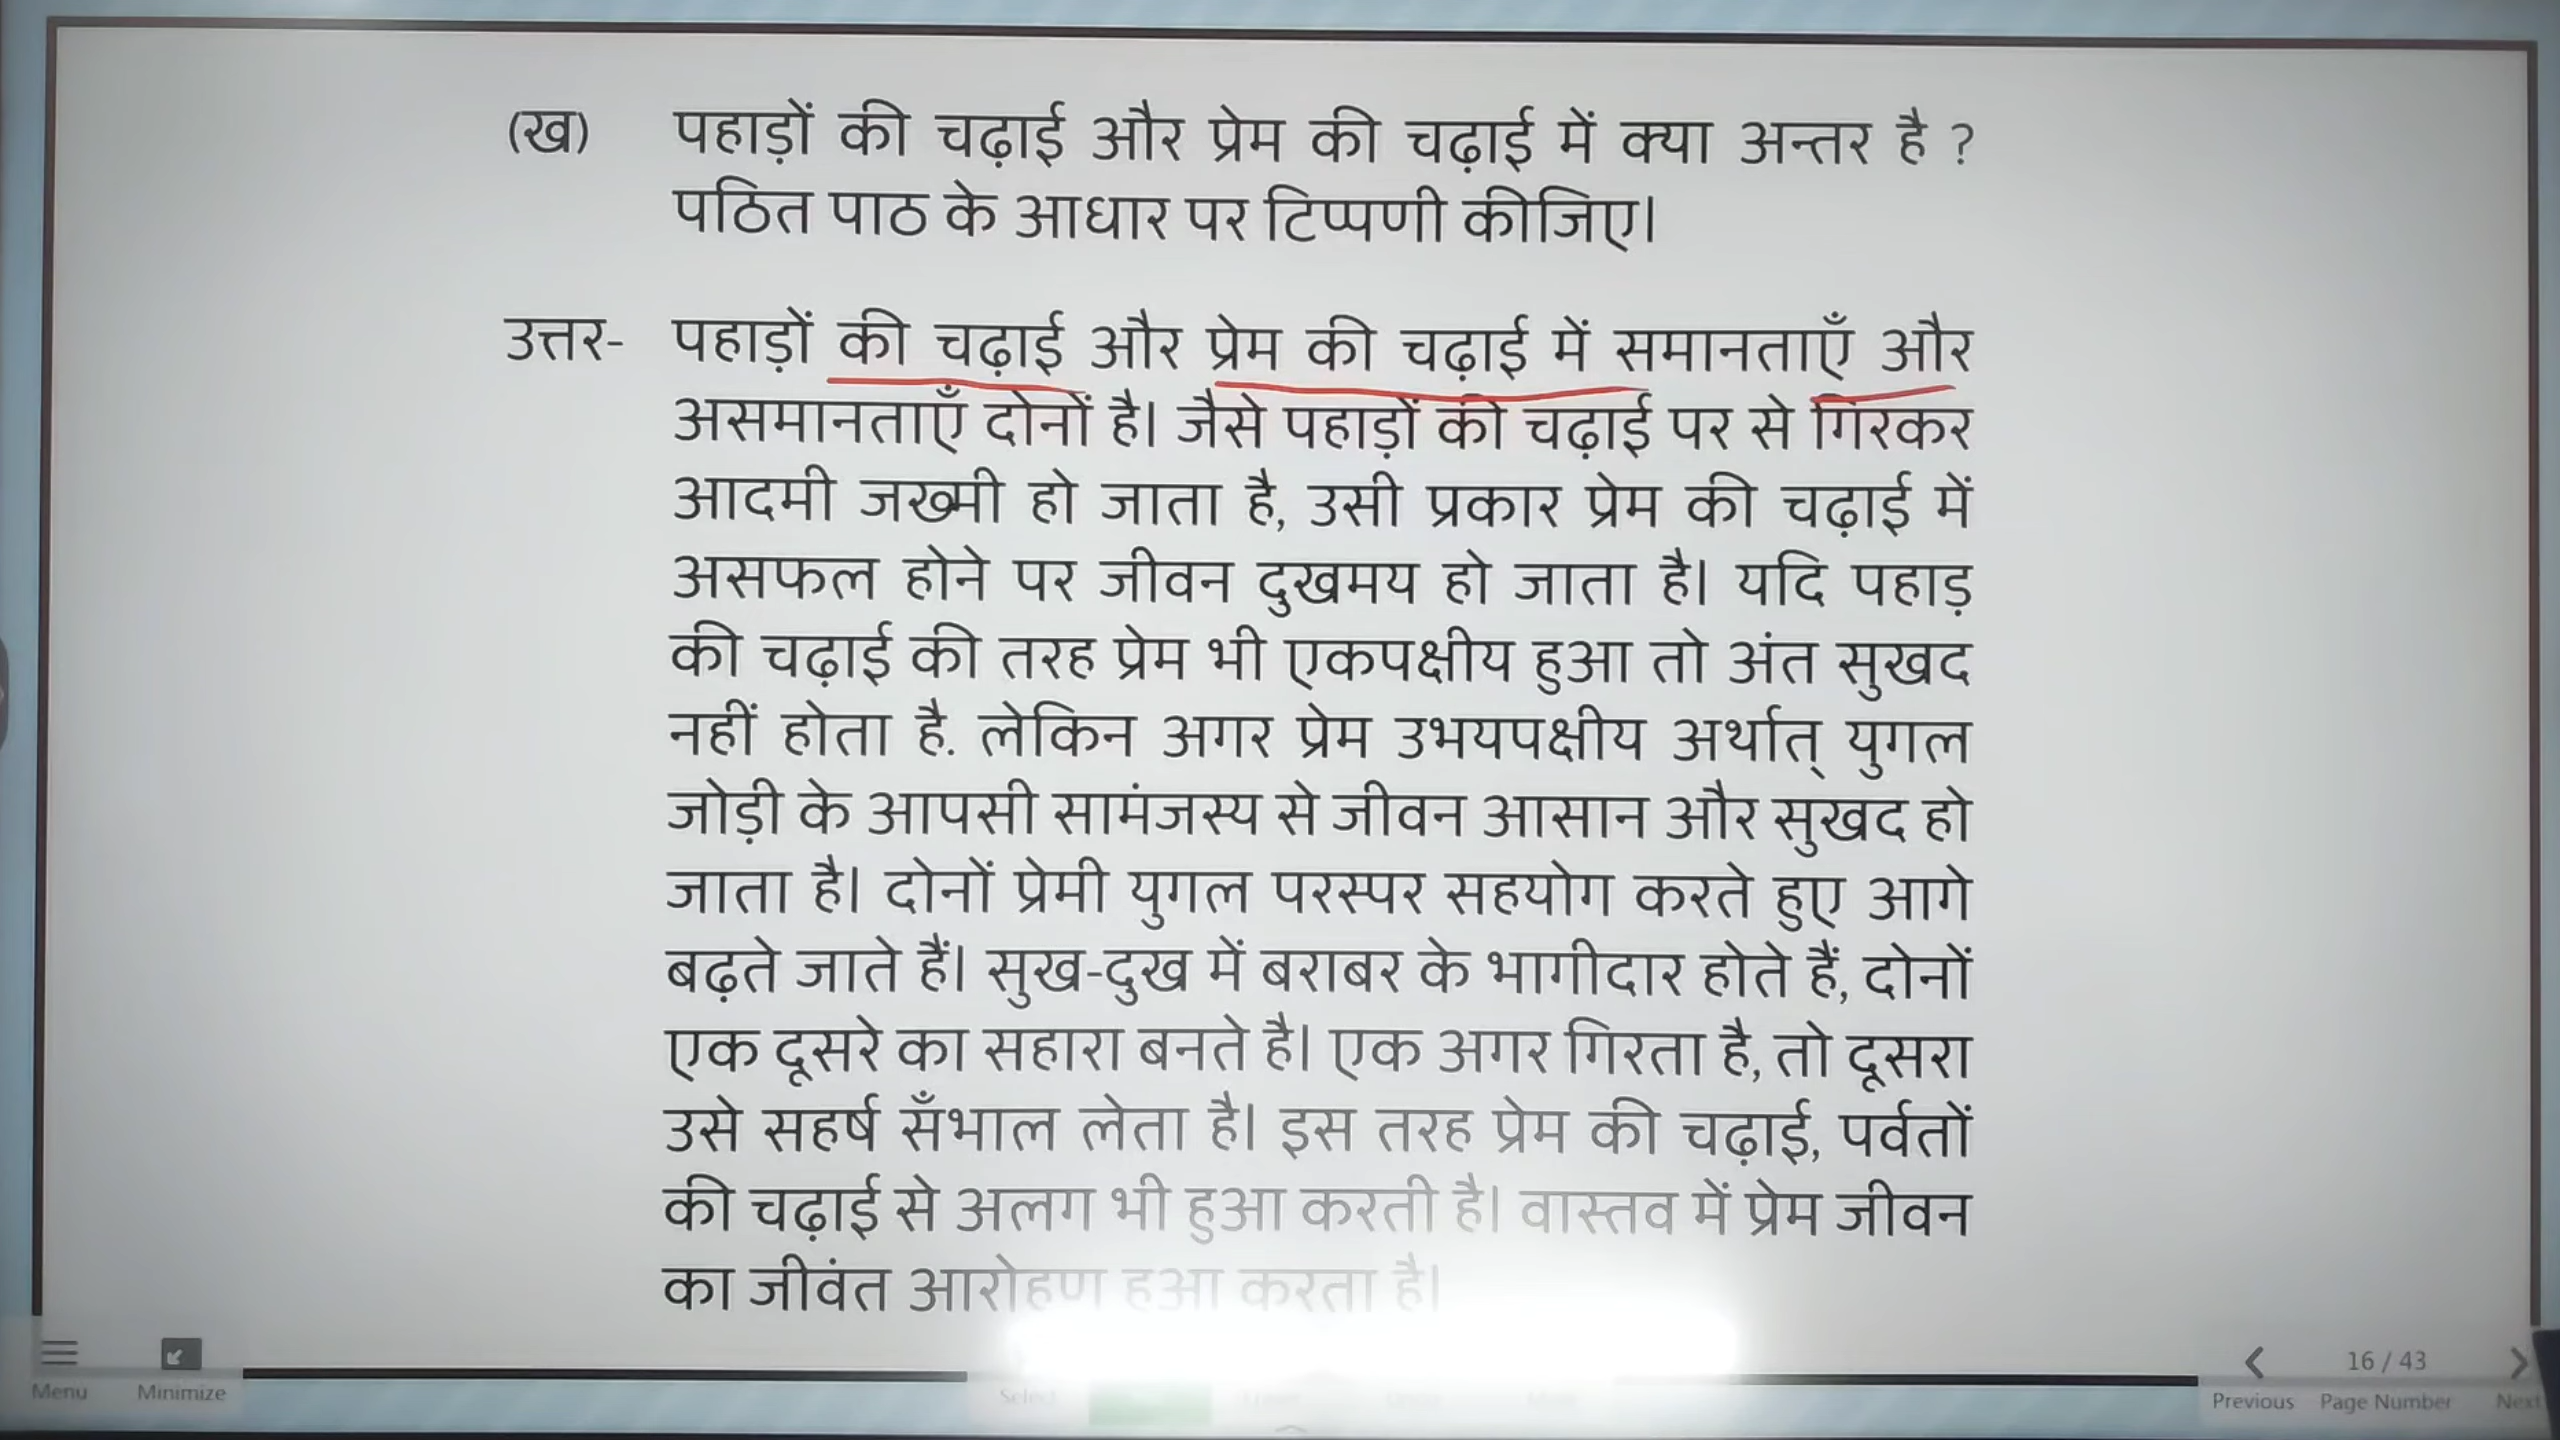 (ख) पहाड़ों की चढ़ाई और प्रेम की चढ़ाई में क्या अन्तर है ?
पठित पाठ के आधार पर टिप्पणी कीजिए।
उत्तर- पहाड़ों की चढ़ाई और प्रेम की चढ़ाई में समानताएँ और
असमानताएँ दोनों है। जैसे पहाड़ों की चढ़ाई पर से गिरकर
आदमी जख्मी हो जाता है, उसी प्रकार प्रेम की चढ़ाई में
असफल होने पर जीवन दुखमय हो जाता है। यदि पहाड़
की चढ़ाई की तरह प्रेम भी एकपक्षीय हुआ तो अंत सुखद
नहीं होता है. लेकिन अगर प्रेम उभयपक्षीय अर्थात् युगल
जोड़ी के आपसी सामंजस्य से जीवन आसान और सुखद हो
जाता है। दोनों प्रेमी युगल परस्पर सहयोग करते हुए आगे
बढ़ते जाते हैं। सुख-दुख में बराबर के भागीदार होते हैं, दोनों
एक दूसरे का सहारा बनते है। एक अगर गिरता है, तो दूसरा
उसे सहर्ष सँभाल लेता है। इस तरह प्रेम की चढ़ाई, पर्वतों
की चढ़ाई से अलग भी हुआ करती है। वास्तव में प्रेम जीवन
का जीवंत आरोहण हुआ करता है।
16 / 43
Menu Minimize Select Previous Page Number Next